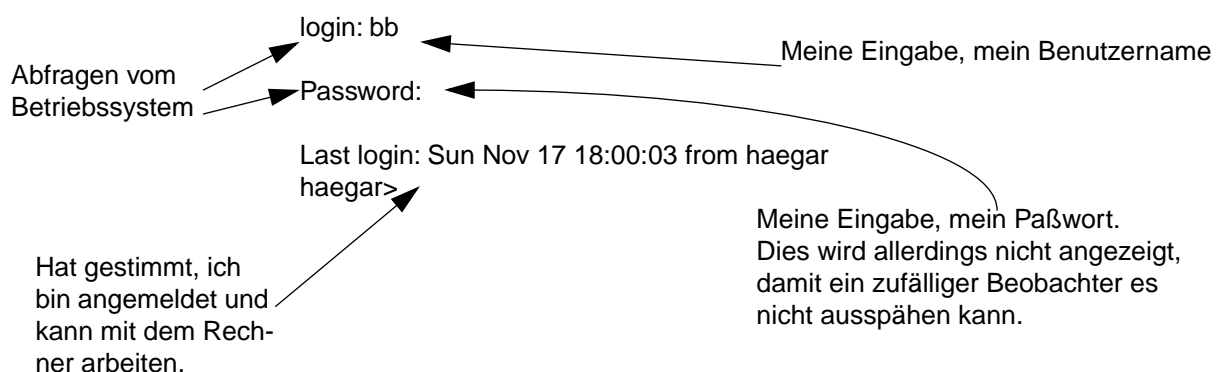 login: bb
Meine Eingabe, mein Benutzername
Abfragen vom
Betriebssystem
Password:
Last login: Sun Nov 17 18:00:03 from haegar
haegar>
Meine Eingabe, mein Paßwort.
Dies wird allerdings nicht angezeigt,
damit ein zufälliger Beobachter es
nicht ausspähen kann.
Hat gestimmt, ich
bin angemeldet und
kann mit dem Rech-
ner arbeiten.